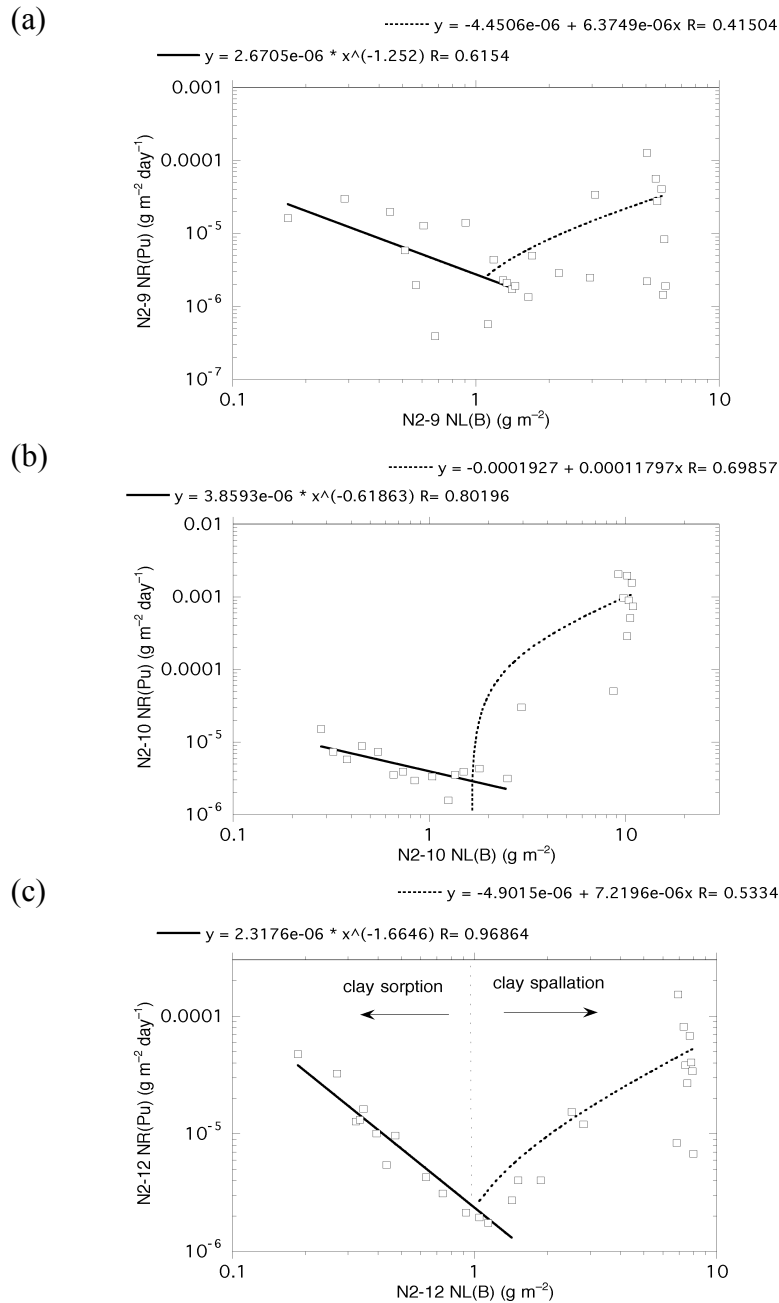 (a)
y = -4.4506e-06 + 6.3749e-06x R= 0.41504
y = 2.6705e-06 * x^(-1.252) R= 0.6154
0.001
0.0001
10⁻⁵
10⁻⁶
10⁻⁷
N2-9 NR(Pu) (g m⁻² day⁻¹)
0.1 1 10
N2-9 NL(B) (g m⁻²)
(b)
y = -0.0001927 + 0.00011797x R= 0.69857
y = 3.8593e-06 * x^(-0.61863) R= 0.80196
0.01
0.001
0.0001
10⁻⁵
10⁻⁶
N2-10 NR(Pu) (g m⁻² day⁻¹)
0.1 1 10
N2-10 NL(B) (g m⁻²)
(c)
y = -4.9015e-06 + 7.2196e-06x R= 0.5334
y = 2.3176e-06 * x^(-1.6646) R= 0.96864
clay sorption clay spallation
0.0001
10⁻⁵
10⁻⁶
N2-12 NR(Pu) (g m⁻² day⁻¹)
0.1 1 10
N2-12 NL(B) (g m⁻²)